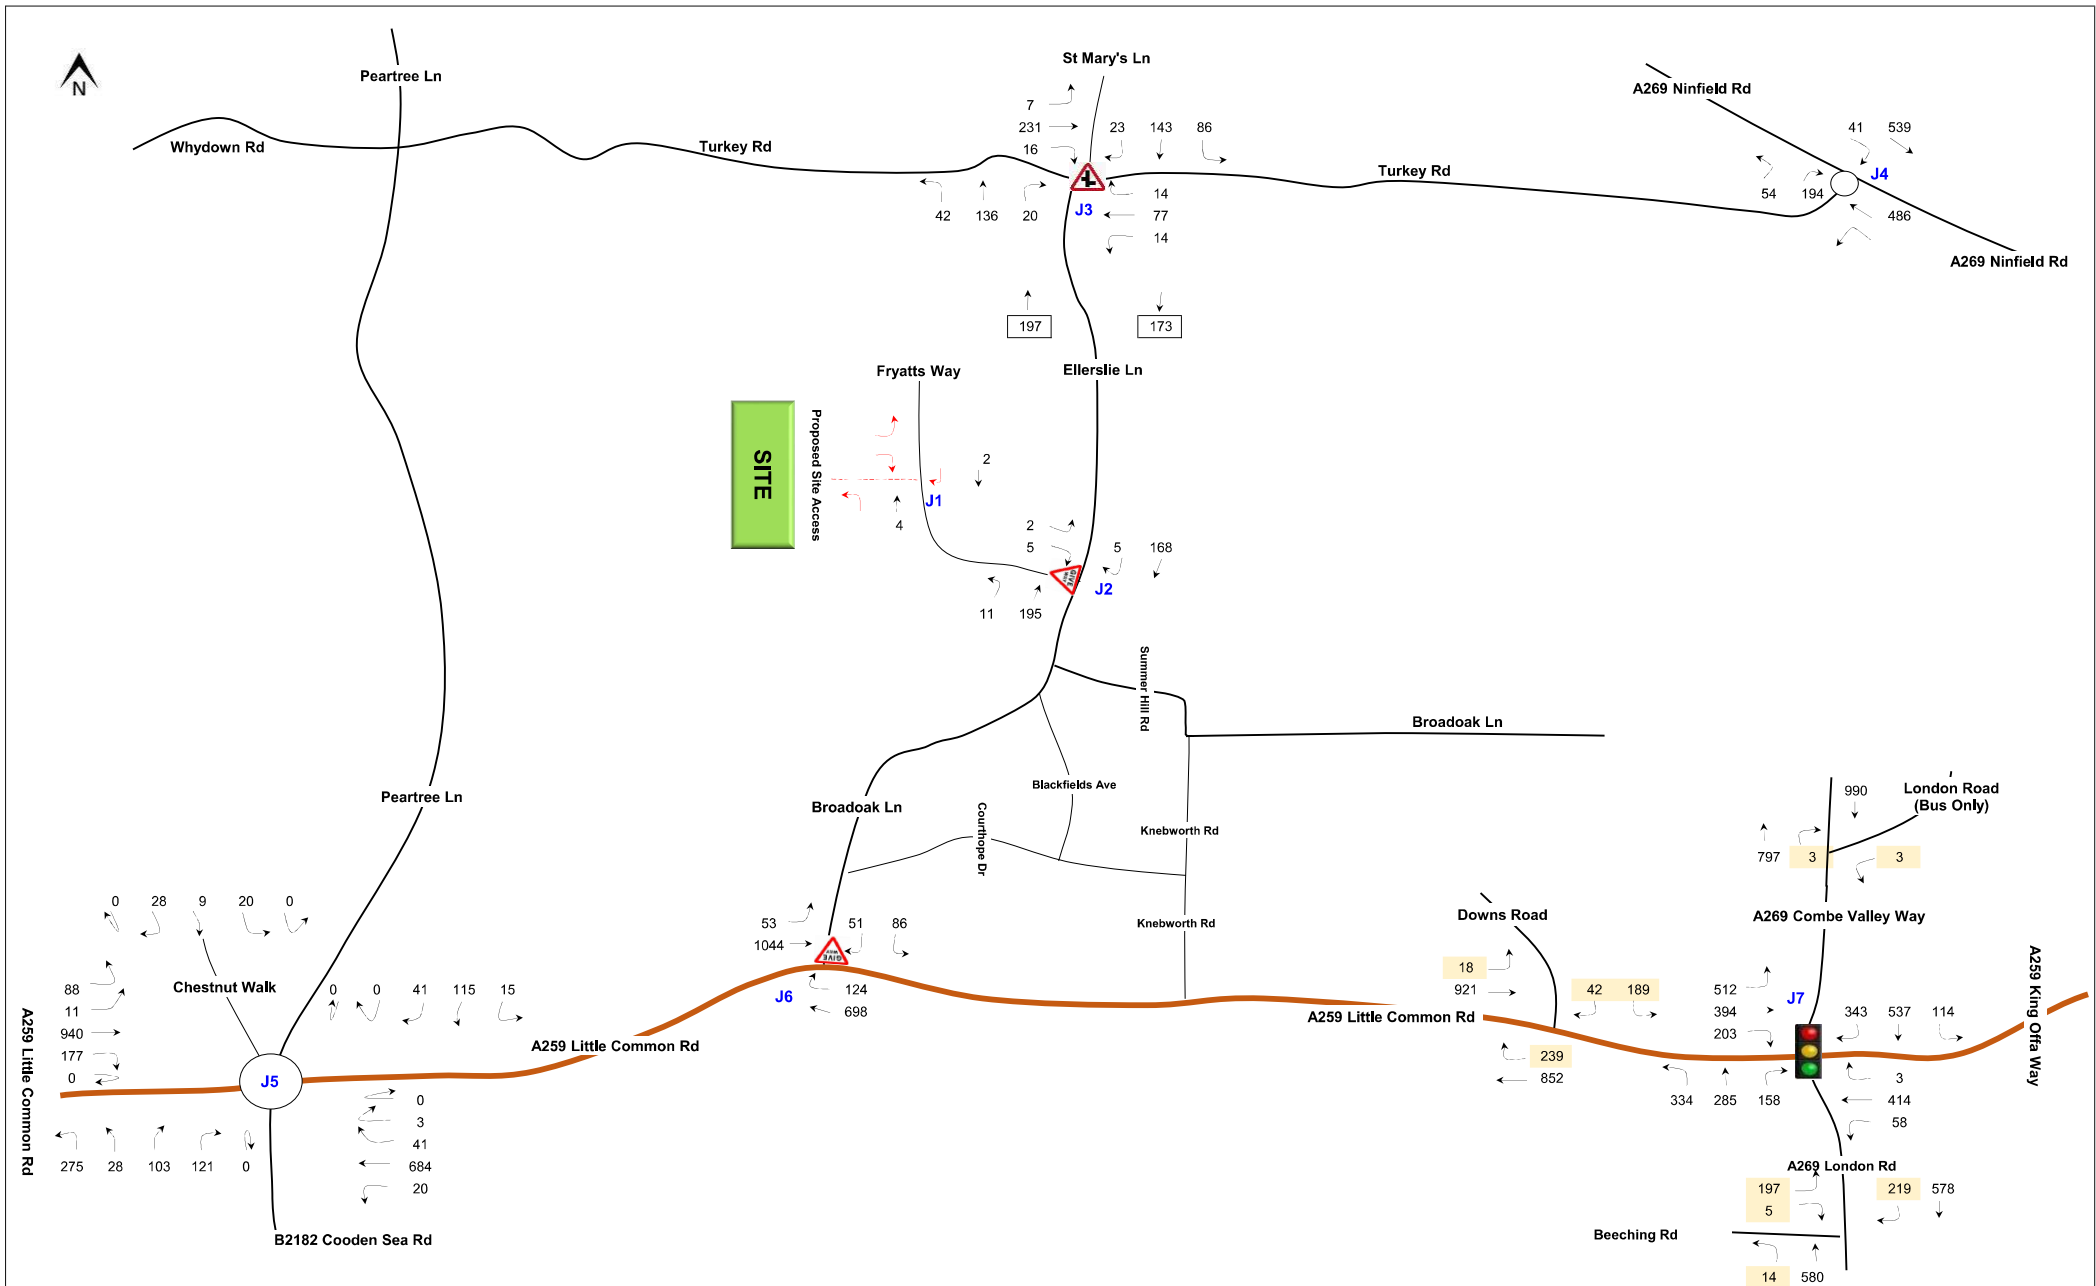 St Mary's Ln
Peartree Ln
N
A269 Ninfield Rd
7
231
23
143
86
41
539
Whydown Rd
Turkey Rd
16
Turkey Rd
J4
54
194
42
136
20
J3
14
77
14
486
A269 Ninfield Rd
197
173
Fryatts Way
Ellerslie Ln
SITE
Proposed Site Access
2
J1
4
2
5
5
168
GIVE WAY
J2
11
195
Summer Hill Rd
Broadoak Ln
Blackfields Ave
Peartree Ln
Broadoak Ln
Courthope Dr
Knebworth Rd
990
London Road
(Bus Only)
797
3
3
0
28
9
20
0
53
1044
51
86
Knebworth Rd
Downs Road
A269 Combe Valley Way
GIVE WAY
88
11
940
177
0
Chestnut Walk
0
0
41
115
15
J6
124
698
18
921
42
189
512
394
203
J7
343
537
114
A259 King Offa Way
A259 Little Common Rd
A259 Little Common Rd
A259 Little Common Rd
J5
239
852
334
285
158
3
414
58
0
3
41
684
20
275
28
103
121
0
A269 London Rd
197
5
219
578
B2182 Cooden Sea Rd
Beeching Rd
14
580